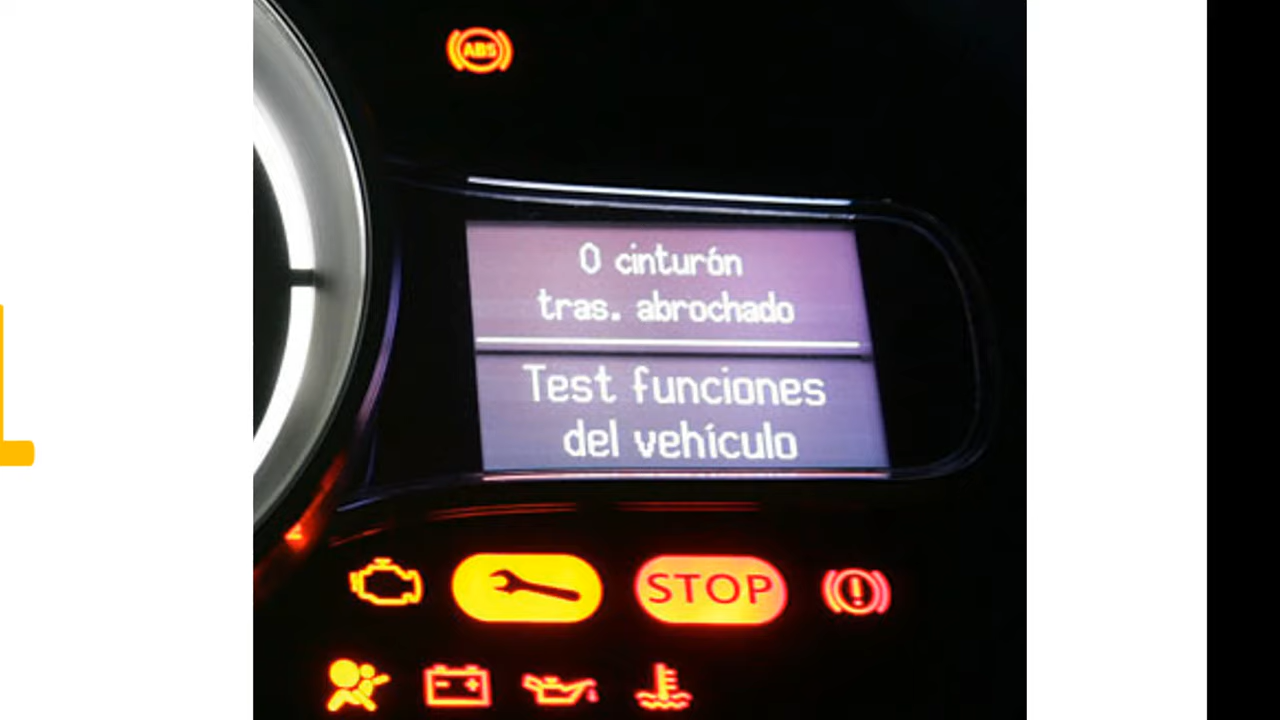 ABS
0 cinturón
tras. abrochado
Test funciones
del vehículo
STOP